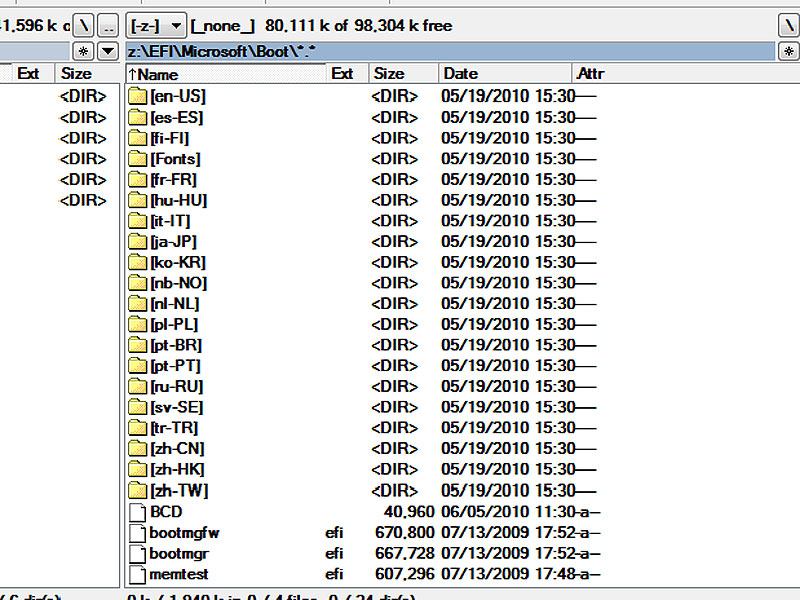 1,596 k o \ .. [-z-] [_none_] 80,111 k of 98,304 k free \
* z:\EFI\Microsoft\Boot\*.* *
Ext Size ↑Name Ext Size Date Attr
<DIR> [en-US] <DIR> 05/19/2010 15:30----
<DIR> [es-ES] <DIR> 05/19/2010 15:30----
<DIR> [fi-FI] <DIR> 05/19/2010 15:30----
<DIR> [Fonts] <DIR> 05/19/2010 15:30----
<DIR> [fr-FR] <DIR> 05/19/2010 15:30----
<DIR> [hu-HU] <DIR> 05/19/2010 15:30----
[it-IT] <DIR> 05/19/2010 15:30----
[ja-JP] <DIR> 05/19/2010 15:30----
[ko-KR] <DIR> 05/19/2010 15:30----
[nb-NO] <DIR> 05/19/2010 15:30----
[nl-NL] <DIR> 05/19/2010 15:30----
[pl-PL] <DIR> 05/19/2010 15:30----
[pt-BR] <DIR> 05/19/2010 15:30----
[pt-PT] <DIR> 05/19/2010 15:30----
[ru-RU] <DIR> 05/19/2010 15:30----
[sv-SE] <DIR> 05/19/2010 15:30----
[tr-TR] <DIR> 05/19/2010 15:30----
[zh-CN] <DIR> 05/19/2010 15:30----
[zh-HK] <DIR> 05/19/2010 15:30----
[zh-TW] <DIR> 05/19/2010 15:30----
BCD 40,960 06/05/2010 11:30-a--
bootmgfw efi 670,800 07/13/2009 17:52-a--
bootmgr efi 667,728 07/13/2009 17:52-a--
memtest efi 607,296 07/13/2009 17:48-a--